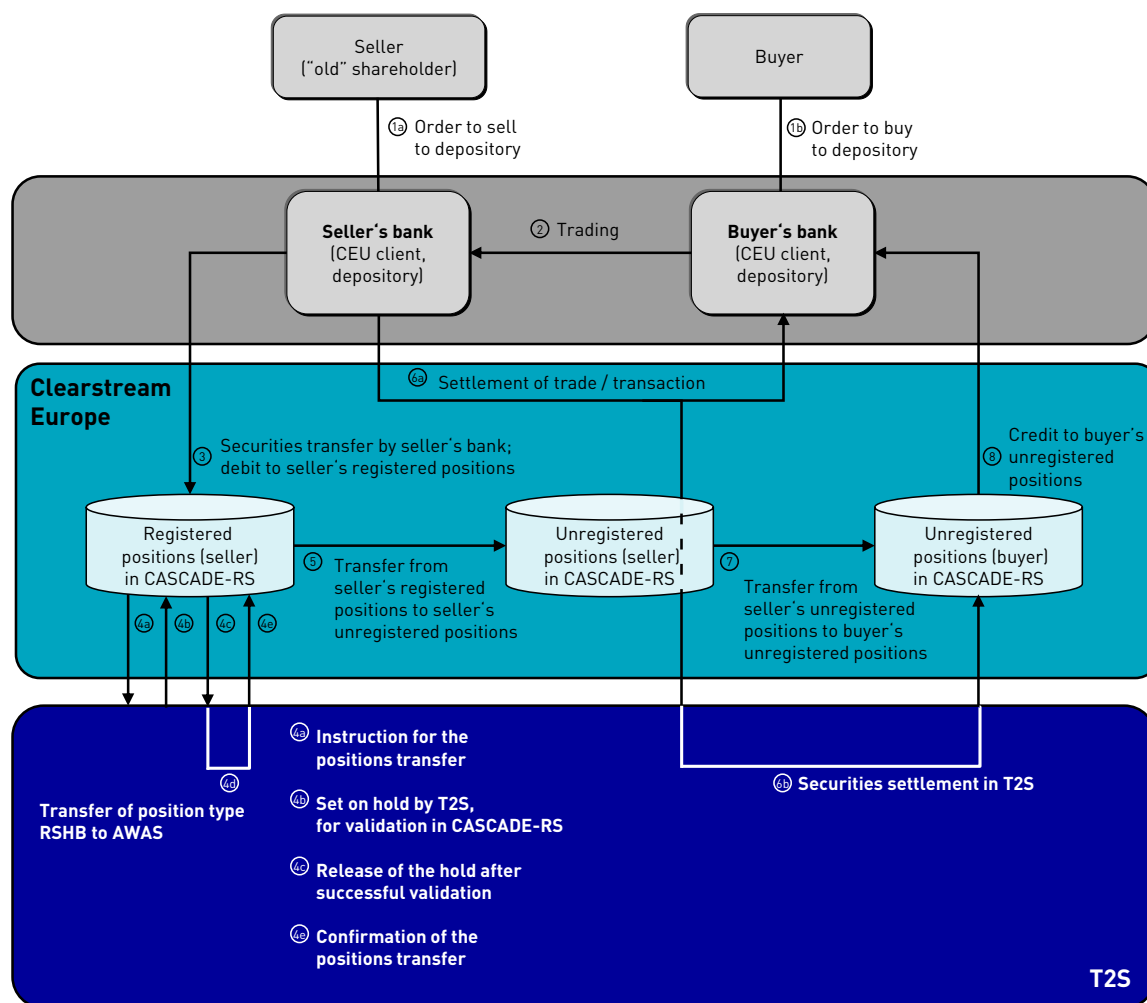 Seller
(“old” shareholder)
Buyer
1a Order to sell
to depository
1b Order to buy
to depository
Seller‘s bank
(CEU client,
depository)
2 Trading
Buyer‘s bank
(CEU client,
depository)
Clearstream
Europe
6a Settlement of trade / transaction
3 Securities transfer by seller’s bank;
debit to seller’s registered positions
8 Credit to buyer’s
unregistered
positions
Registered
positions (seller)
in CASCADE-RS
Unregistered
positions (seller)
in CASCADE-RS
Unregistered
positions (buyer)
in CASCADE-RS
5 Transfer from
seller’s registered
positions to seller’s
unregistered positions
7 Transfer from
seller’s unregistered
positions to buyer’s
unregistered positions
4a 4b 4c 4e
4d
Transfer of position type
RSHB to AWAS
4a Instruction for the
positions transfer
4b Set on hold by T2S,
for validation in CASCADE-RS
4c Release of the hold after
successful validation
4e Confirmation of the
positions transfer
6b Securities settlement in T2S
T2S